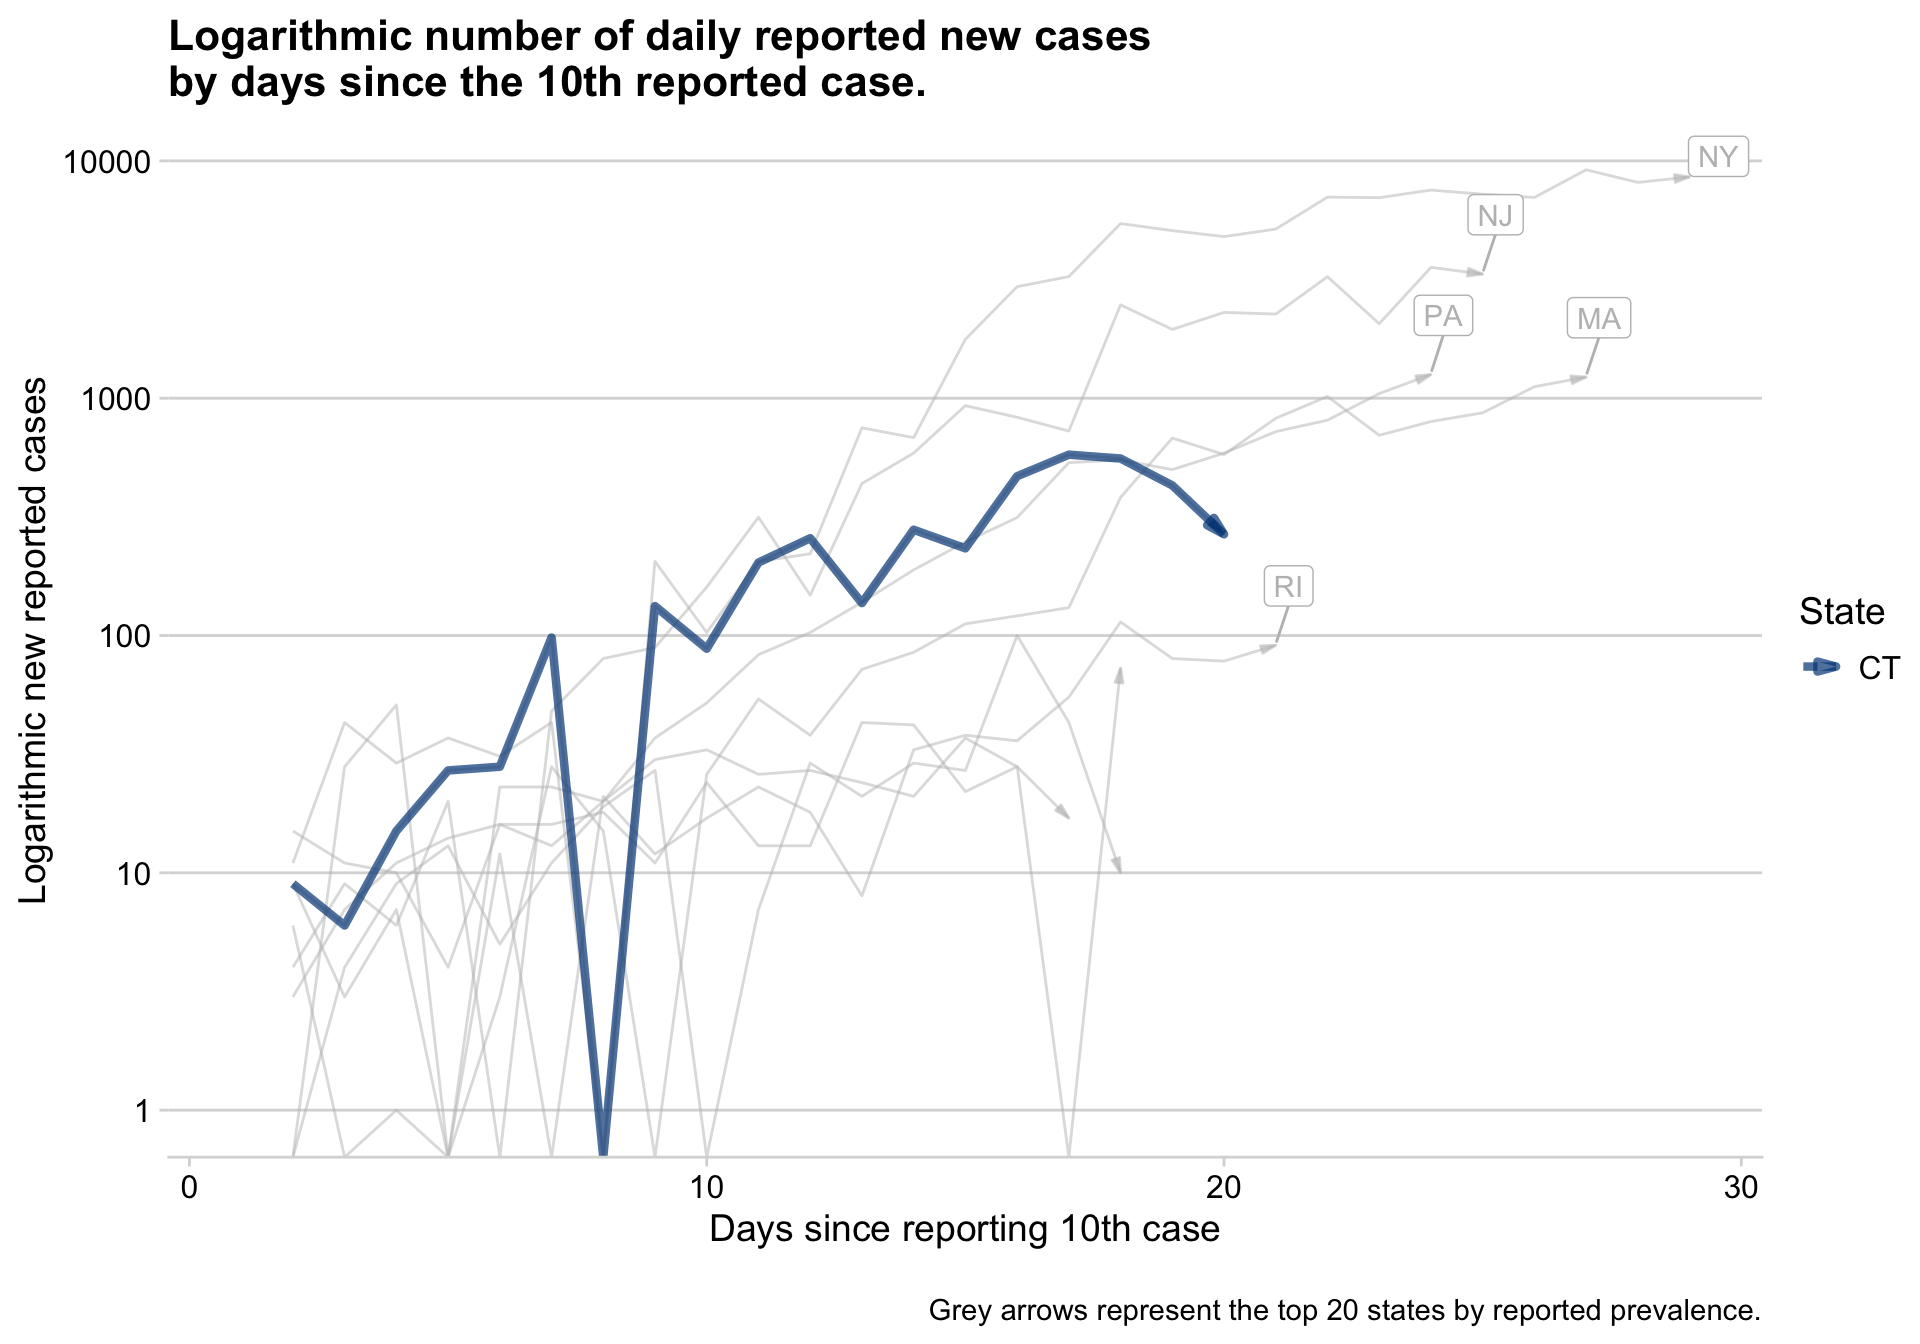 Logarithmic number of daily reported new cases
by days since the 10th reported case.
10000
1000
100
10
1
Logarithmic new reported cases
NY
NJ
PA
MA
RI
State
CT
0
10
20
30
Days since reporting 10th case
Grey arrows represent the top 20 states by reported prevalence.